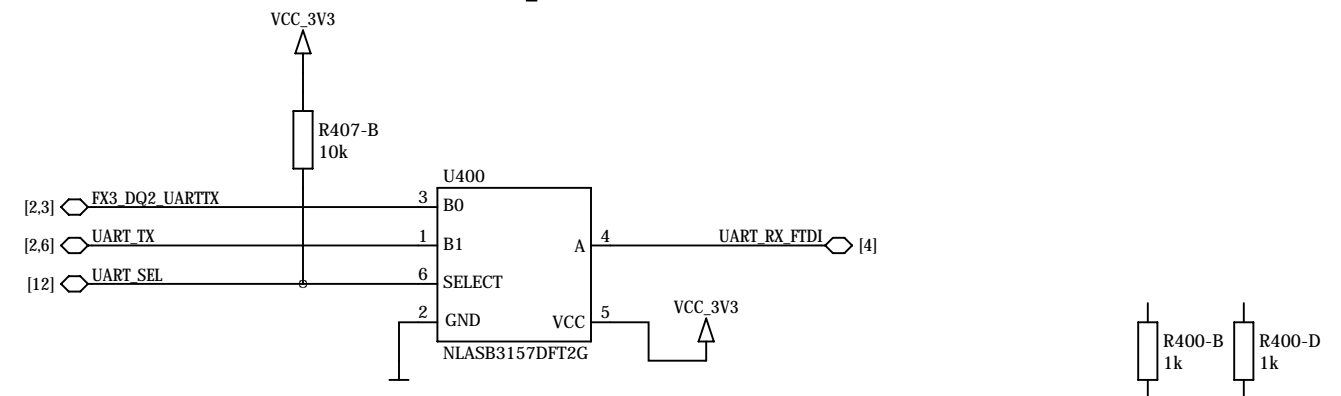 VCC_3V3
R407-B
10k
U400
[2,3] FX3_DQ2_UARTTX 3 B0
[2,6] UART_TX 1 B1 A 4 UART_RX_FTDI [4]
[12] UART_SEL 6 SELECT
2 GND VCC 5 VCC_3V3
NLASB3157DFT2G
R400-B R400-D
1k 1k